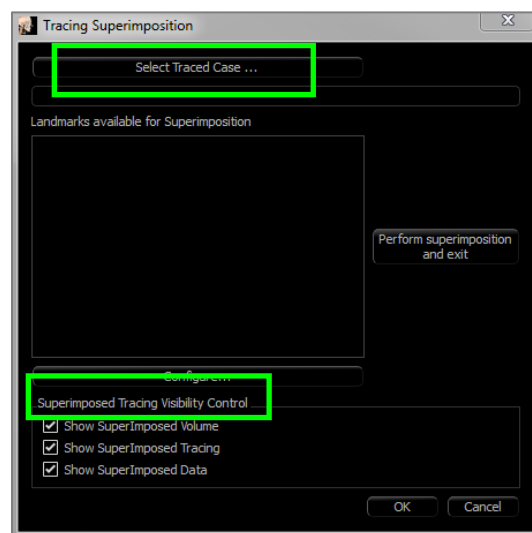 Tracing Superimposition
Select Traced Case ...
Landmarks available for Superimposition
Perform superimposition
and exit
Configure...
Superimposed Tracing Visibility Control
Show SuperImposed Volume
Show SuperImposed Tracing
Show SuperImposed Data
OK Cancel